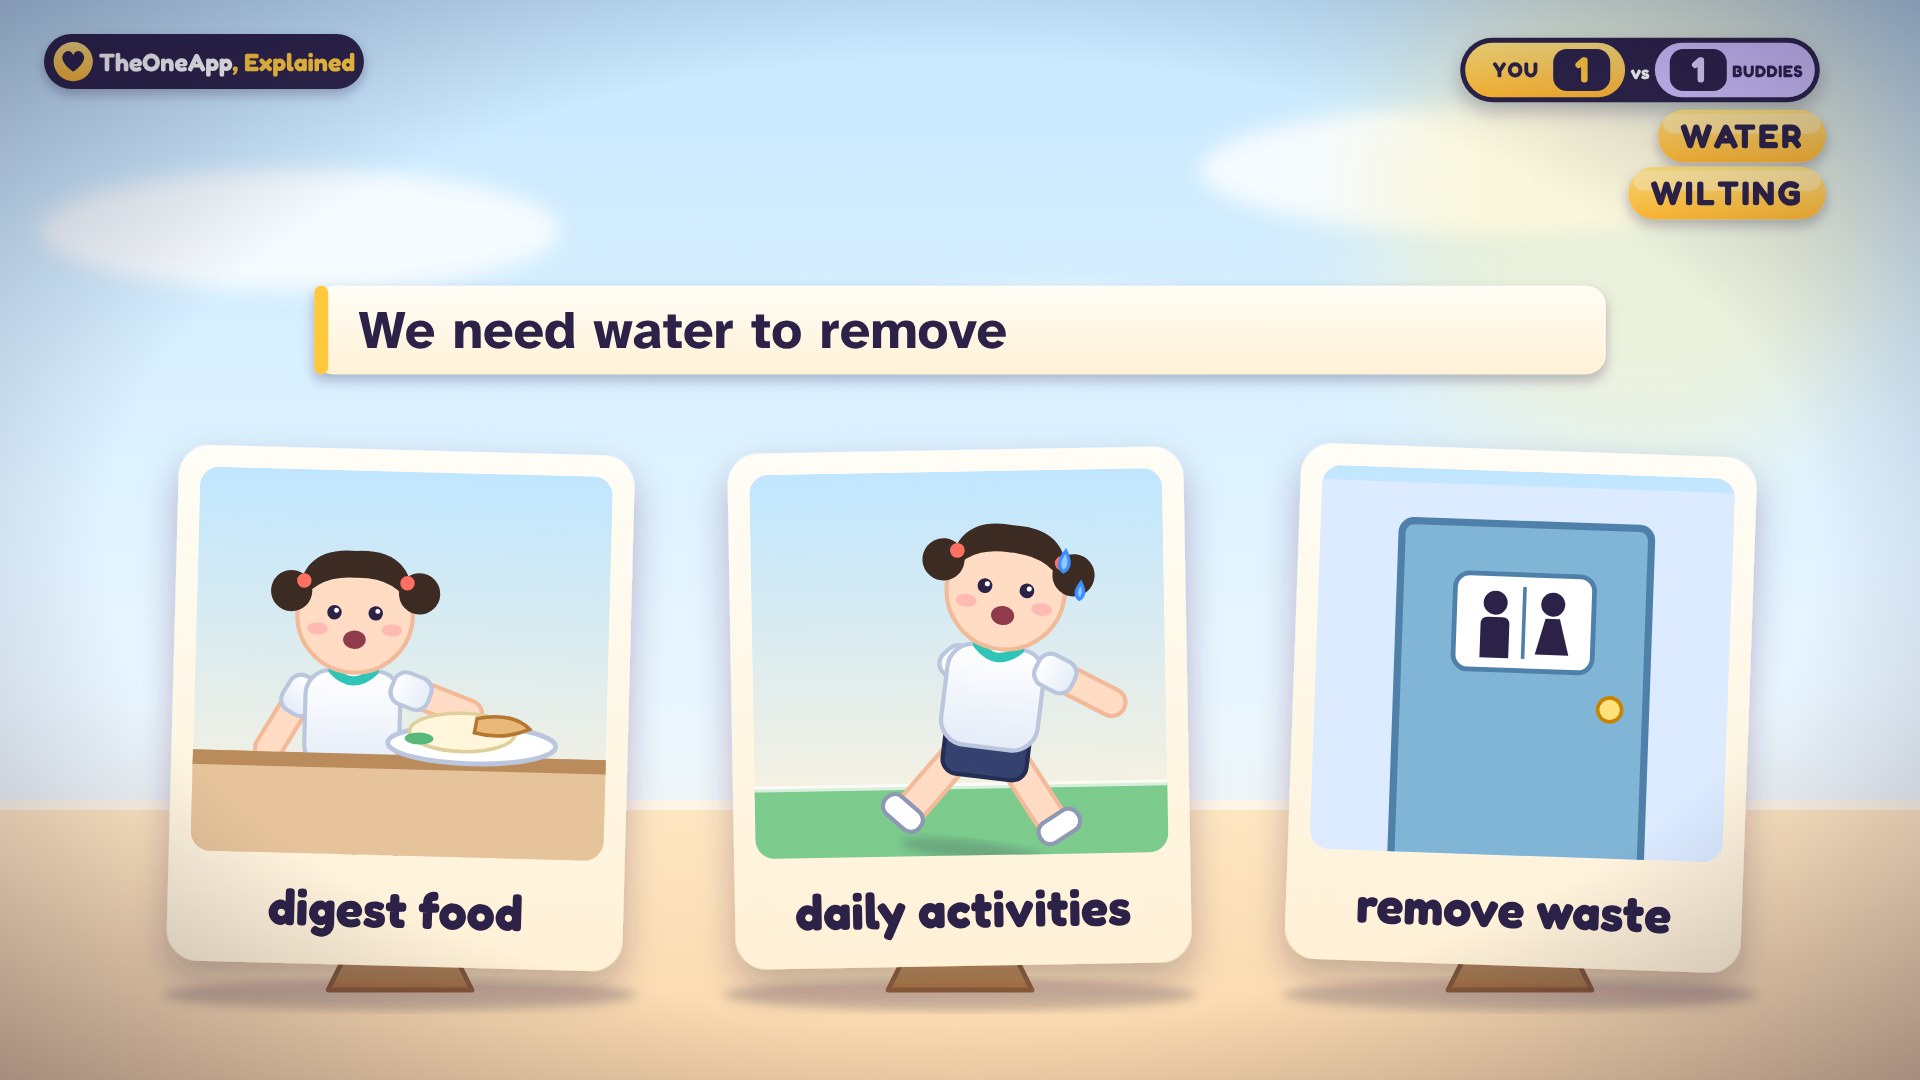 TheOneApp, Explained
YOU 1 vs 1 BUDDIES
WATER
WILTING
We need water to remove
digest food
daily activities
remove waste